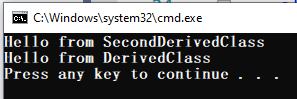 C:\Windows\system32\cmd.exe
Hello from SecondDerivedClass
Hello from DerivedClass
Press any key to continue . . .